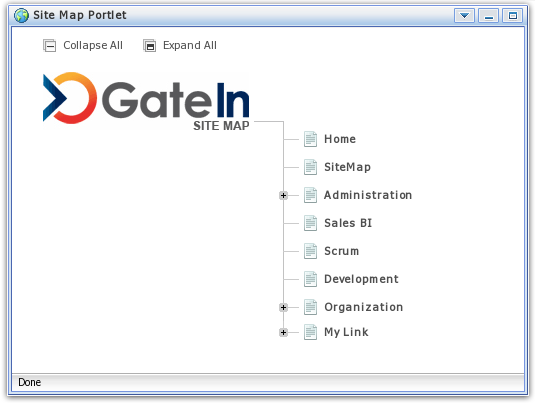 Site Map Portlet
Collapse All Expand All
GateIn
SITE MAP
Home
SiteMap
Administration
Sales BI
Scrum
Development
Organization
My Link
Done